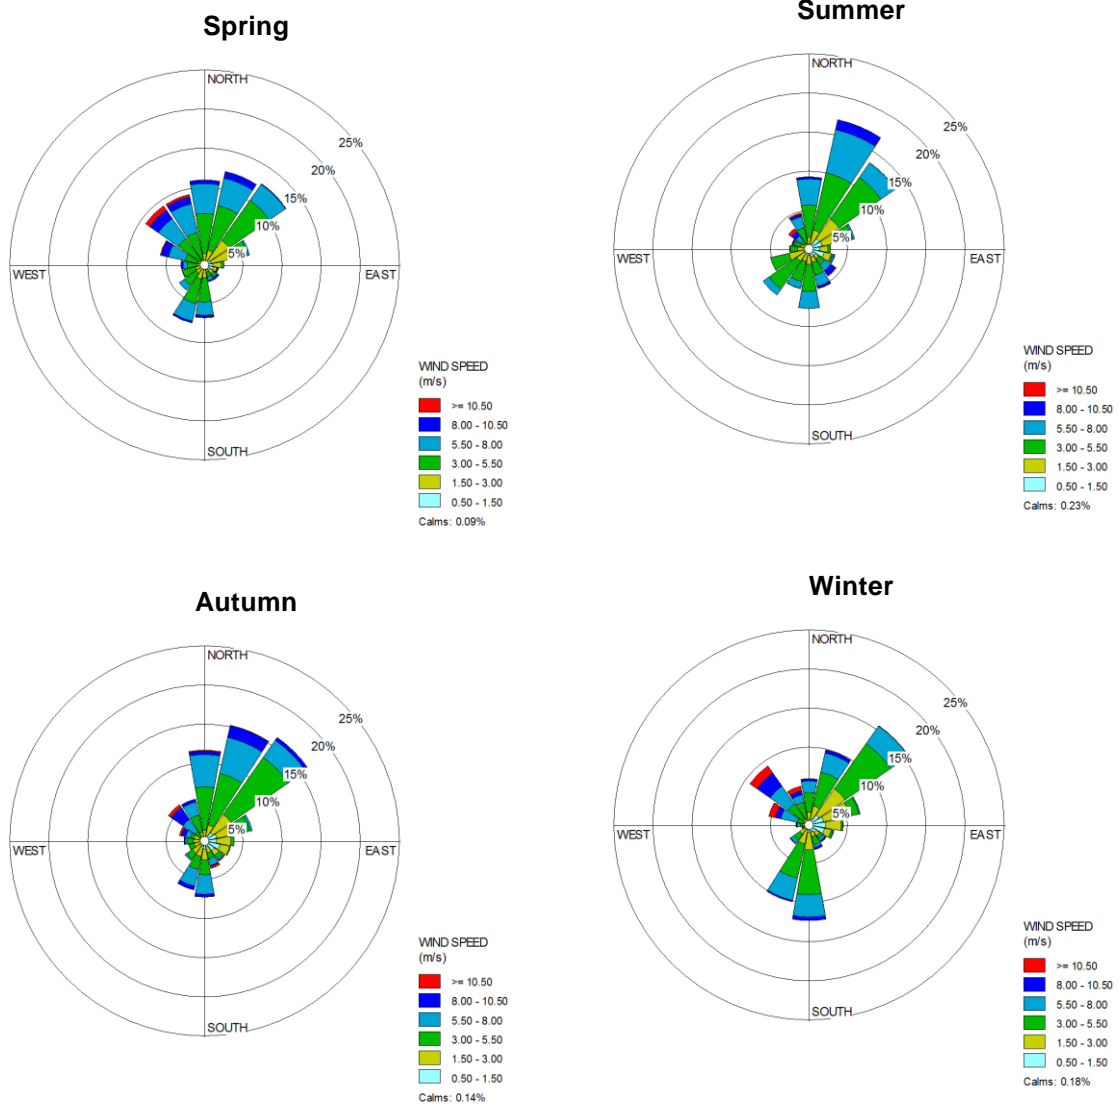 Spring
NORTH
25%
20%
15%
10%
5%
WEST
EAST
SOUTH
WIND SPEED
(m/s)
>= 10.50
8.00 - 10.50
5.50 - 8.00
3.00 - 5.50
1.50 - 3.00
0.50 - 1.50
Calms: 0.09%
Summer
NORTH
25%
20%
15%
10%
5%
WEST
EAST
SOUTH
WIND SPEED
(m/s)
>= 10.50
8.00 - 10.50
5.50 - 8.00
3.00 - 5.50
1.50 - 3.00
0.50 - 1.50
Calms: 0.23%
Autumn
NORTH
25%
20%
15%
10%
5%
WEST
EAST
SOUTH
WIND SPEED
(m/s)
>= 10.50
8.00 - 10.50
5.50 - 8.00
3.00 - 5.50
1.50 - 3.00
0.50 - 1.50
Calms: 0.14%
Winter
NORTH
25%
20%
15%
10%
5%
WEST
EAST
SOUTH
WIND SPEED
(m/s)
>= 10.50
8.00 - 10.50
5.50 - 8.00
3.00 - 5.50
1.50 - 3.00
0.50 - 1.50
Calms: 0.18%